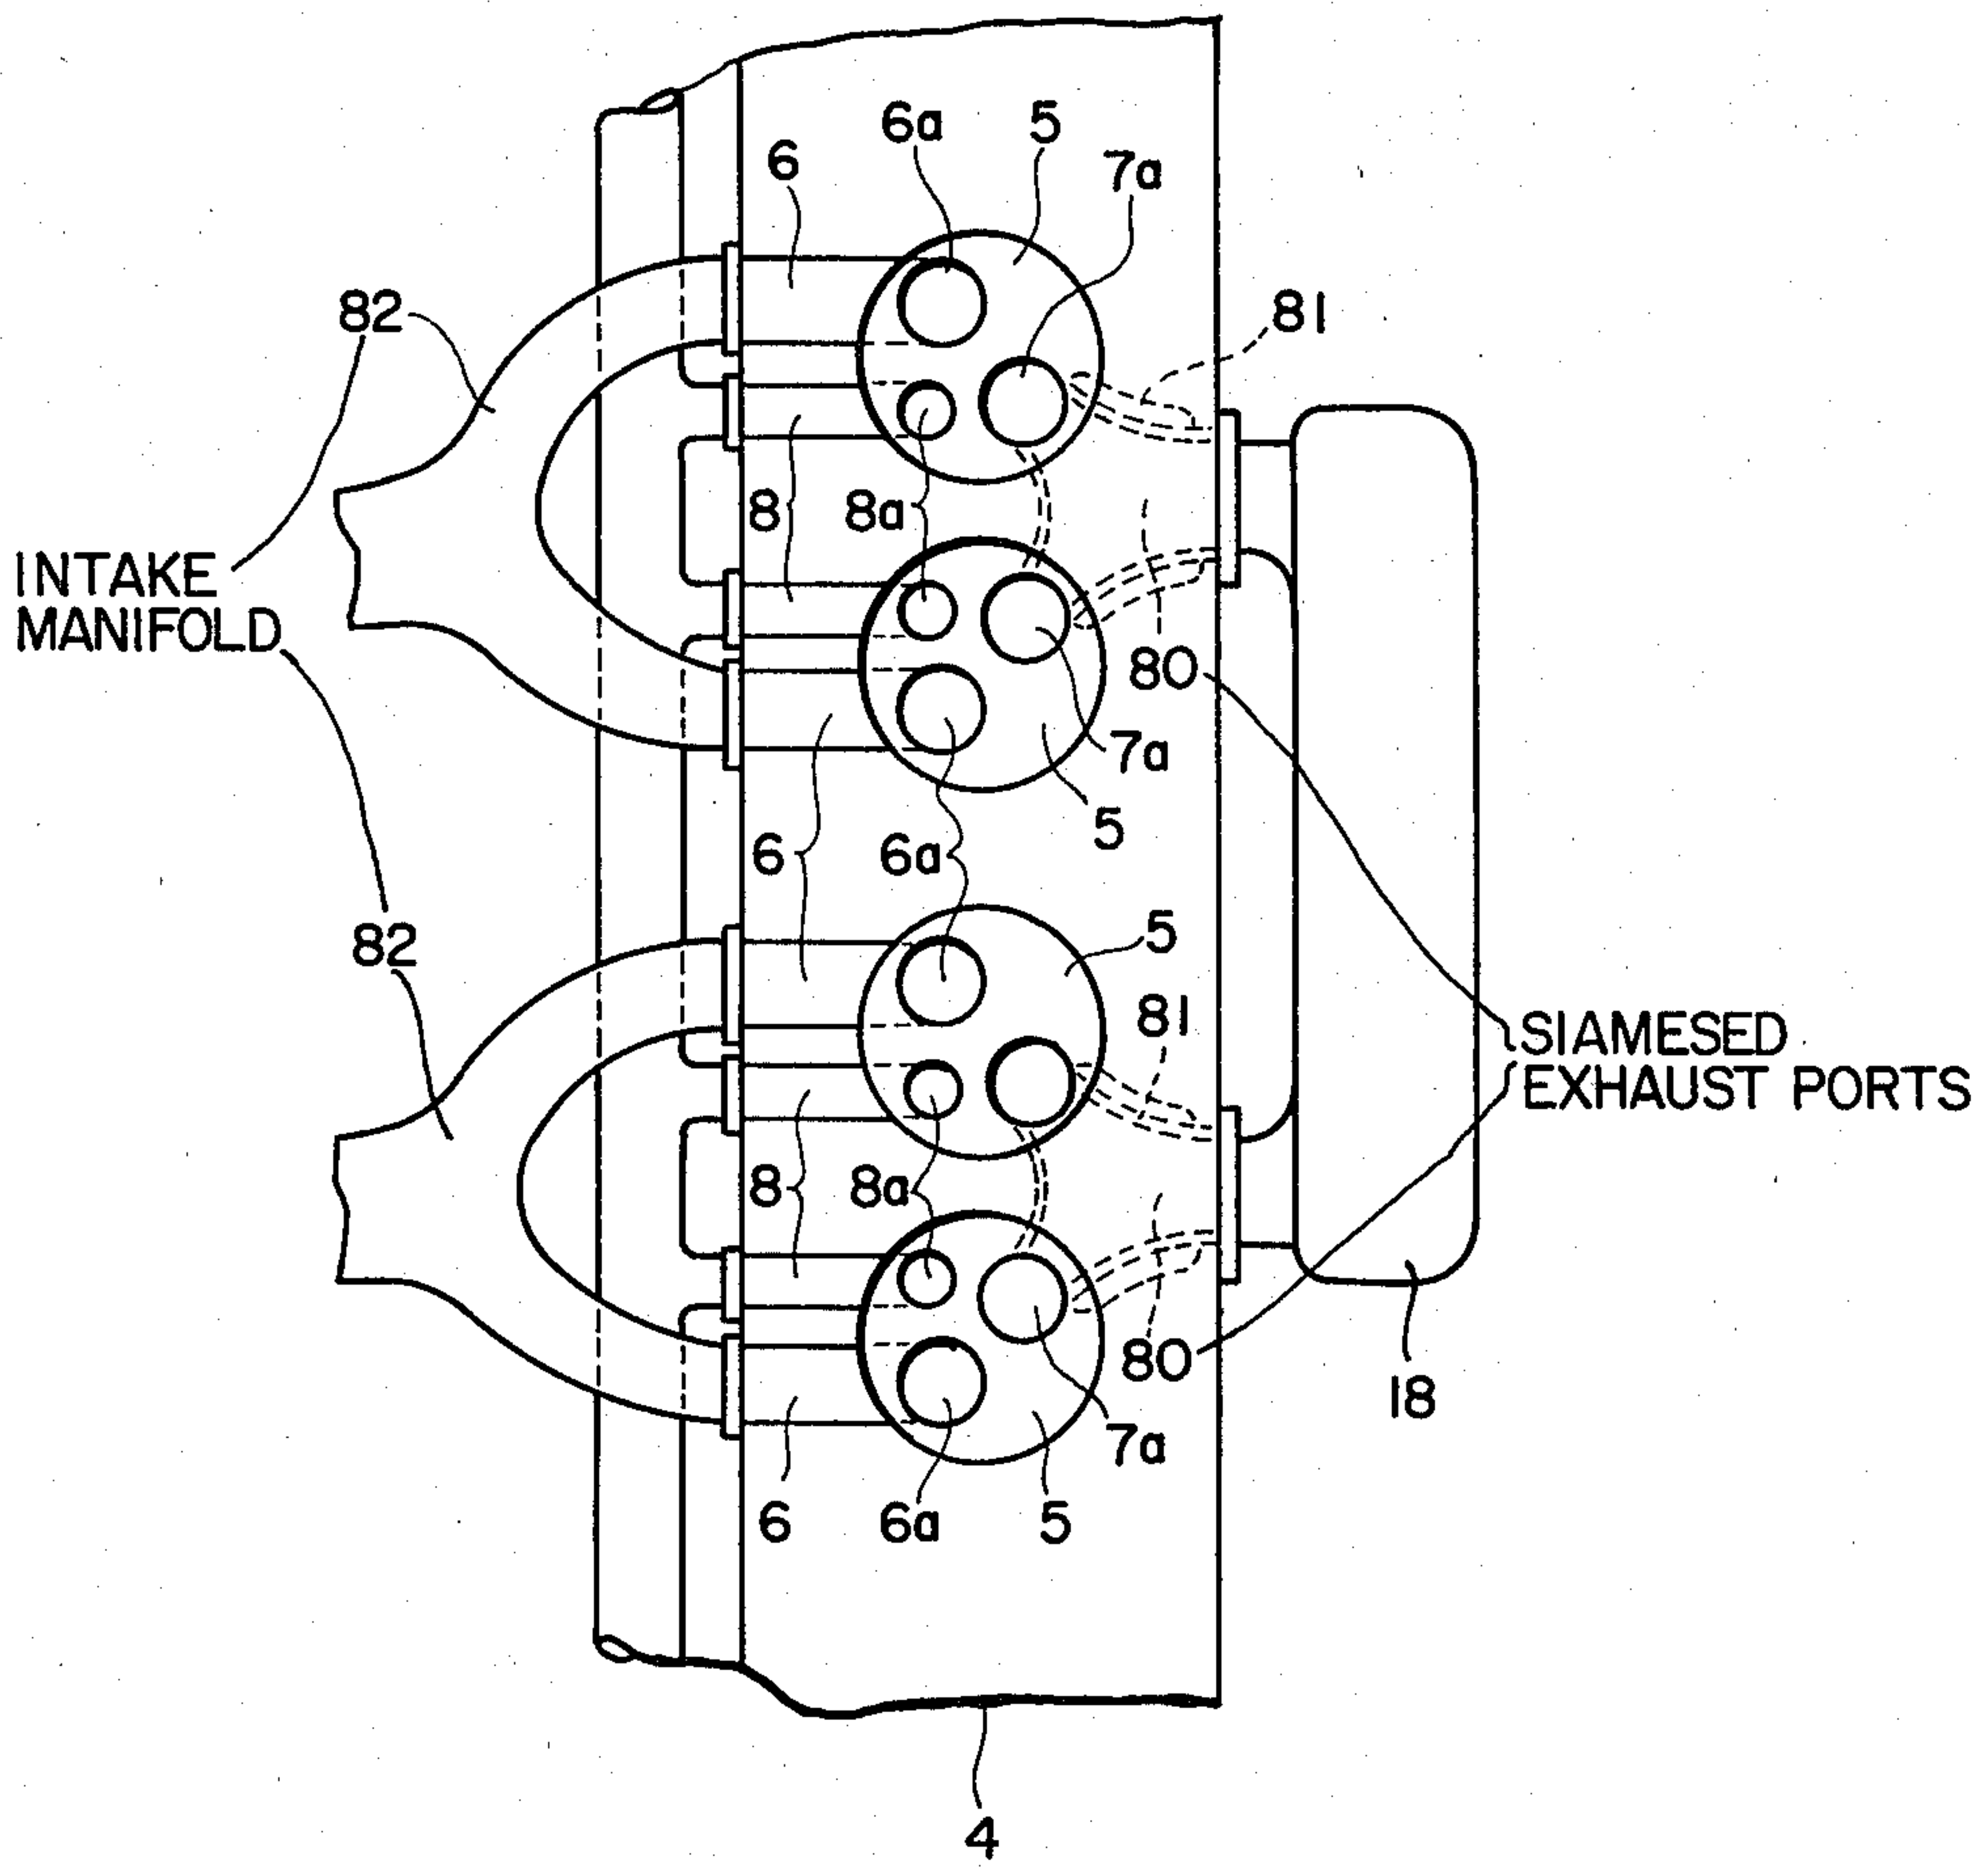 6a
5
6
7a
82
81
8
8a
INTAKE
MANIFOLD
80
7a
5
6
6a
5
82
81
SIAMESED
EXHAUST PORTS
8
8a
80
18
7a
6
6a
5
4